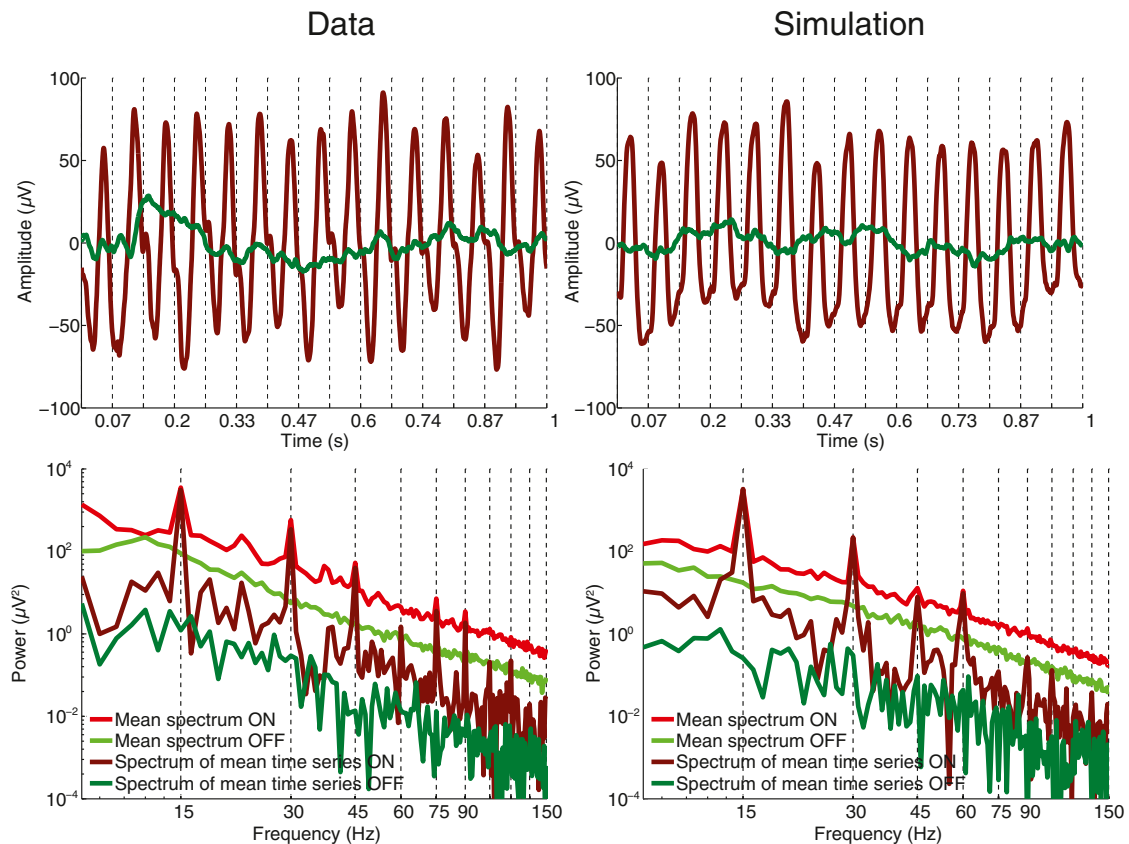 Data
Simulation
Amplitude (µV)
100
50
0
−50
−100
0.07 0.2 0.33 0.47 0.6 0.74 0.87 1
Time (s)
Amplitude (µV)
100
50
0
−50
−100
0.07 0.2 0.33 0.47 0.6 0.73 0.87 1
Time (s)
Power (µV²)
10⁴
10²
10⁰
10⁻²
10⁻⁴
Mean spectrum ON
Mean spectrum OFF
Spectrum of mean time series ON
Spectrum of mean time series OFF
15 30 45 60 75 90 150
Frequency (Hz)
Power (µV²)
10⁴
10²
10⁰
10⁻²
10⁻⁴
Mean spectrum ON
Mean spectrum OFF
Spectrum of mean time series ON
Spectrum of mean time series OFF
15 30 45 60 75 90 150
Frequency (Hz)